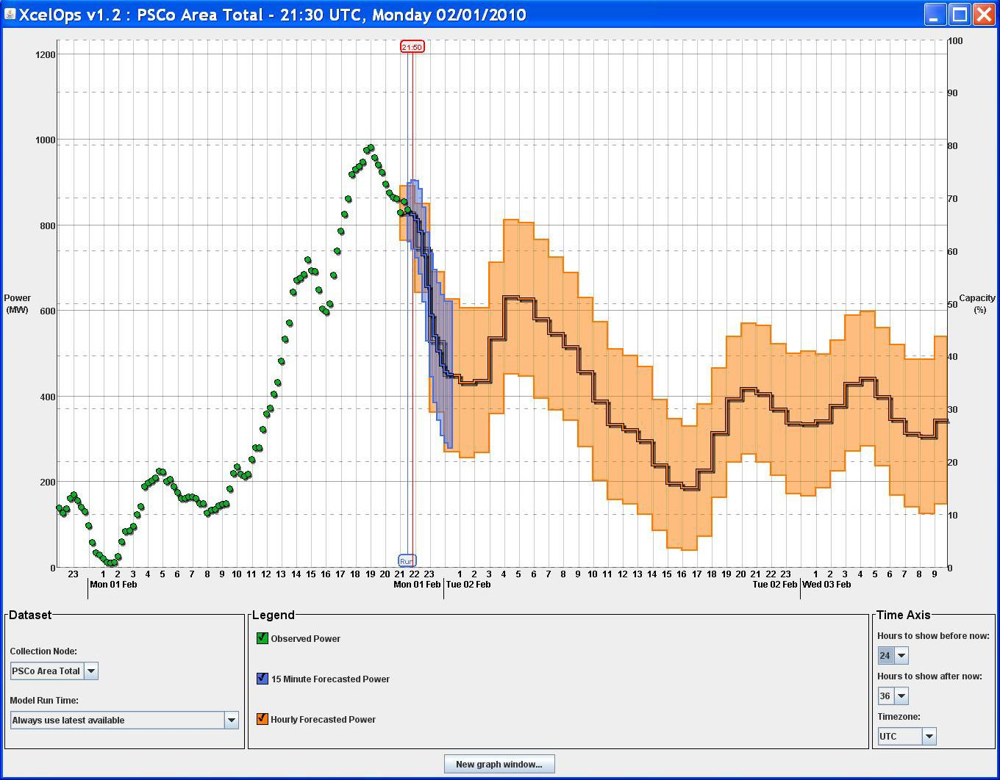 XcelOps v1.2 : PSCo Area Total - 21:30 UTC, Monday 02/01/2010
21:50
1200
1000
800
600
400
200
0
Power
(MW)
100
90
80
70
60
50
40
30
20
10
0
Capacity
(%)
Run
23 1 2 3 4 5 6 7 8 9 10 11 12 13 14 15 16 17 18 19 20 21 22 23 1 2 3 4 5 6 7 8 9 10 11 12 13 14 15 16 17 18 19 20 21 22 23 1 2 3 4 5 6 7 8 9
Mon 01 Feb Mon 01 Feb Tue 02 Feb Tue 02 Feb Wed 03 Feb
Dataset
Collection Node:
PSCo Area Total
Model Run Time:
Always use latest available
Legend
Observed Power
15 Minute Forecasted Power
Hourly Forecasted Power
Time Axis
Hours to show before now:
24
Hours to show after now:
36
Timezone:
UTC
New graph window...